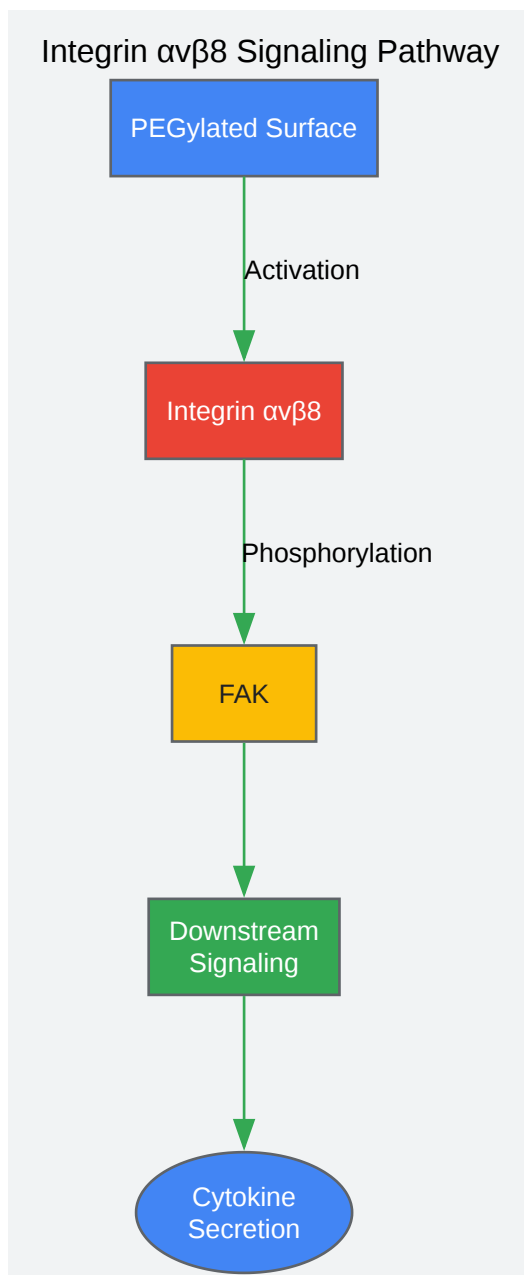 Integrin αvβ8 Signaling Pathway
PEGylated Surface
Activation
Integrin αvβ8
Phosphorylation
FAK
Downstream
Signaling
Cytokine
Secretion